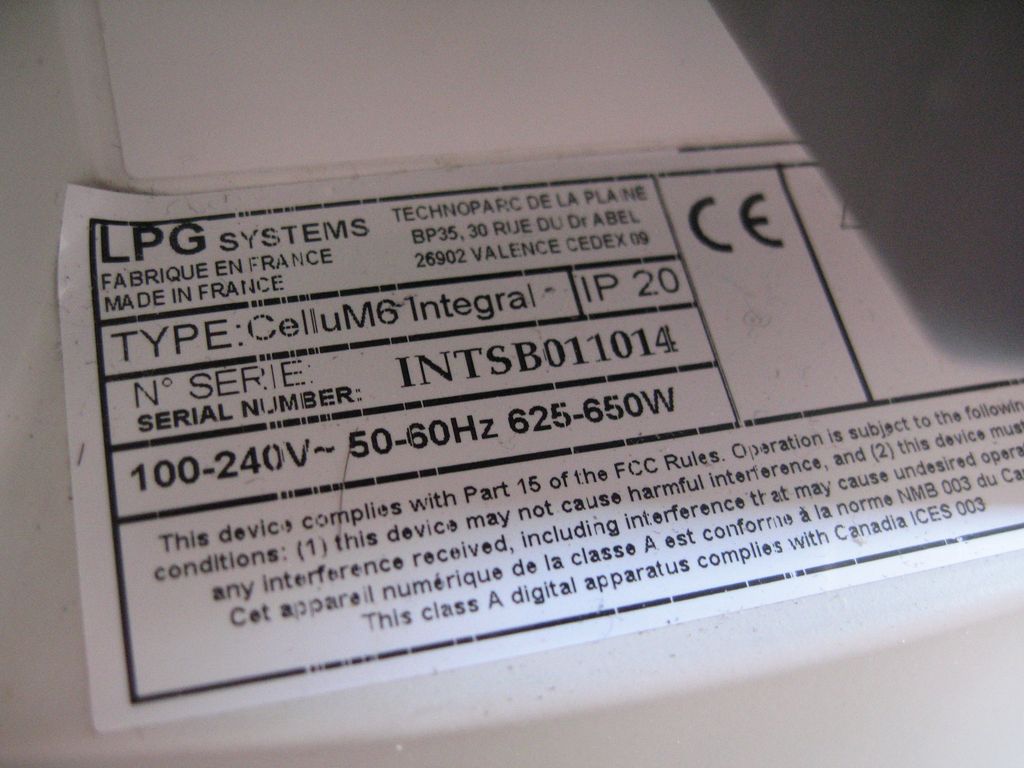 LPG SYSTEMS
FABRIQUE EN FRANCE
MADE IN FRANCE
TECHNOPARC DE LA PLAINE
BP35, 30 RUE DU Dr ABEL
26902 VALENCE CEDEX 09
CE
TYPE: CelluM6 Integral
IP 20
N° SERIE:
SERIAL NUMBER:
INTSB011014
100-240V~ 50-60Hz 625-650W
This device complies with Part 15 of the FCC Rules. Operation is subject to the
conditions: (1) this device may not cause harmful interference, and (2) this device must
any interference received, including interference that may cause undesired
Cet appareil numérique de la classe A est conforme à la norme NMB 003 du
This class A digital apparatus complies with Canadia ICES 003